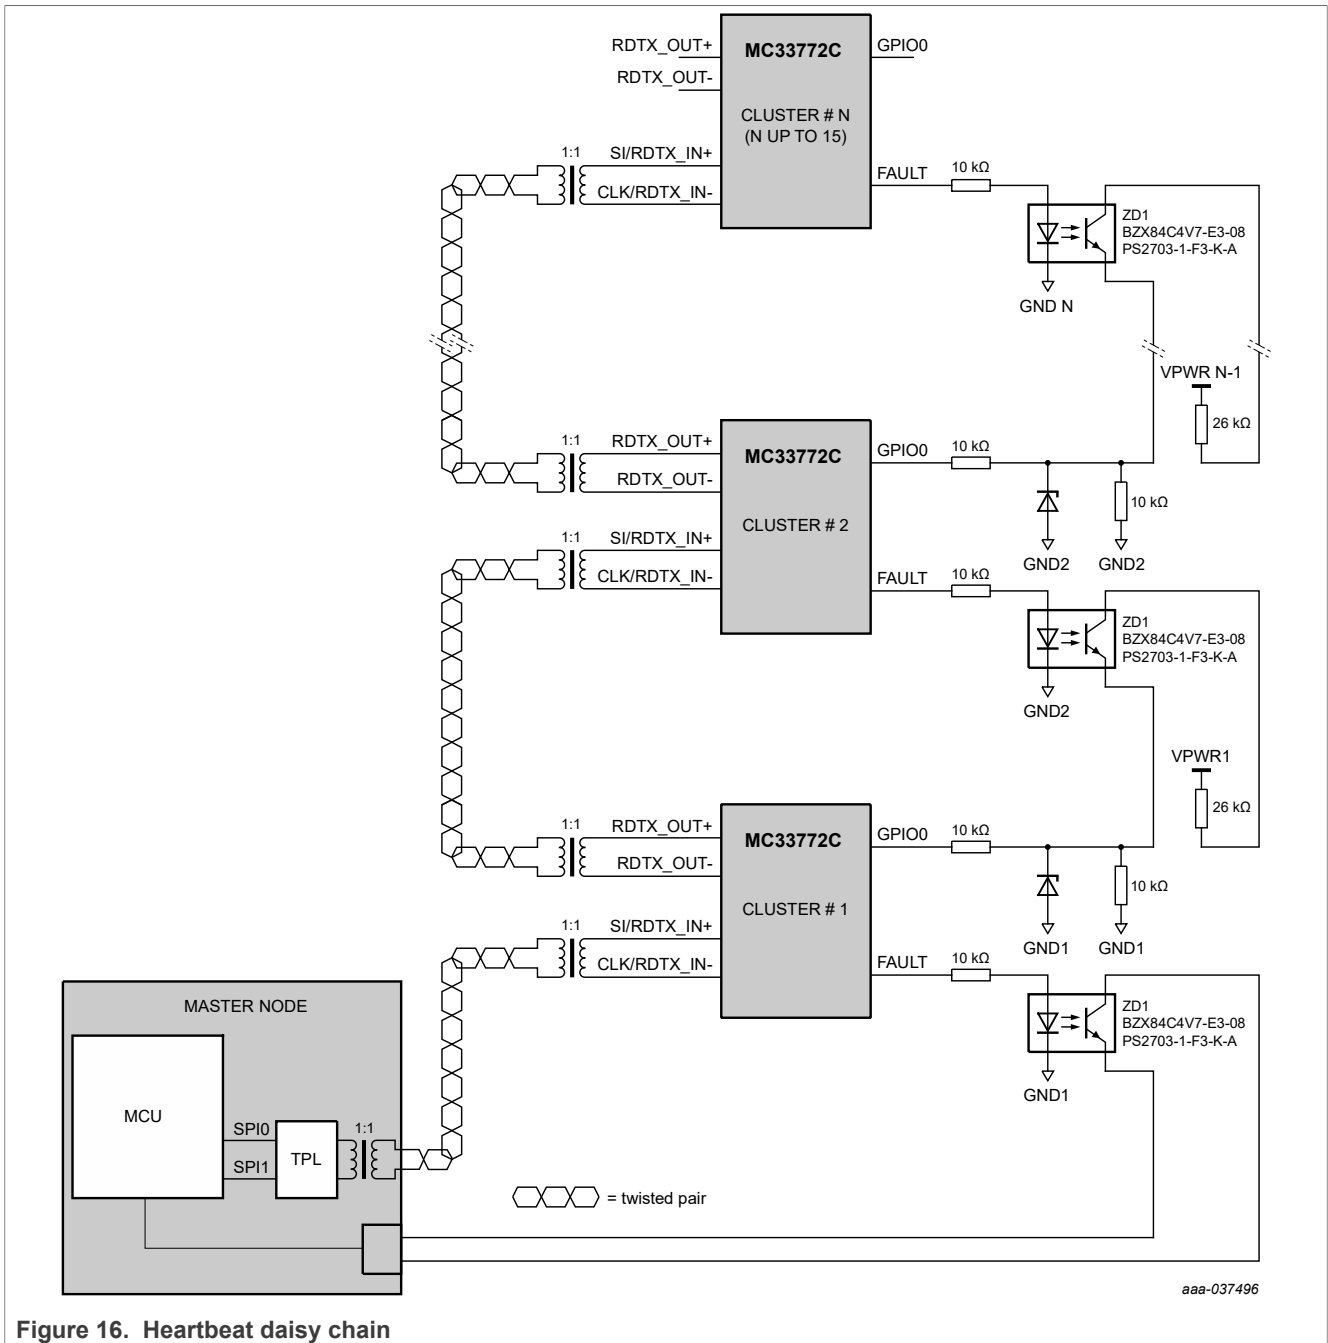 RDTX_OUT+
MC33772C
GPIO0
RDTX_OUT-
CLUSTER # N
(N UP TO 15)
1:1
SI/RDTX_IN+
CLK/RDTX_IN-
FAULT
10 kΩ
ZD1
BZX84C4V7-E3-08
PS2703-1-F3-K-A
GND N
VPWR N-1
26 kΩ
1:1
RDTX_OUT+
RDTX_OUT-
MC33772C
GPIO0
10 kΩ
10 kΩ
GND2
GND2
CLUSTER # 2
1:1
SI/RDTX_IN+
CLK/RDTX_IN-
FAULT
10 kΩ
ZD1
BZX84C4V7-E3-08
PS2703-1-F3-K-A
GND2
VPWR1
26 kΩ
1:1
RDTX_OUT+
RDTX_OUT-
MC33772C
GPIO0
10 kΩ
10 kΩ
GND1
GND1
CLUSTER # 1
1:1
SI/RDTX_IN+
CLK/RDTX_IN-
FAULT
10 kΩ
ZD1
BZX84C4V7-E3-08
PS2703-1-F3-K-A
GND1
MASTER NODE
MCU
SPI0
SPI1
TPL
1:1
= twisted pair
aaa-037496
Figure 16. Heartbeat daisy chain